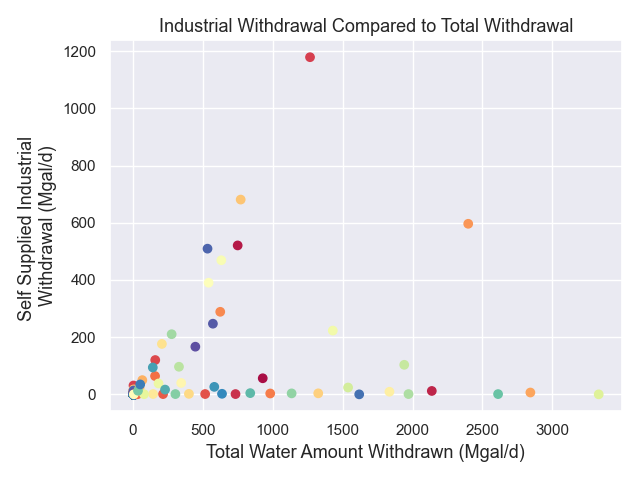 Industrial Withdrawal Compared to Total Withdrawal
1200
1000
800
600
400
200
0
Self Supplied Industrial
Withdrawal (Mgal/d)
0 500 1000 1500 2000 2500 3000
Total Water Amount Withdrawn (Mgal/d)